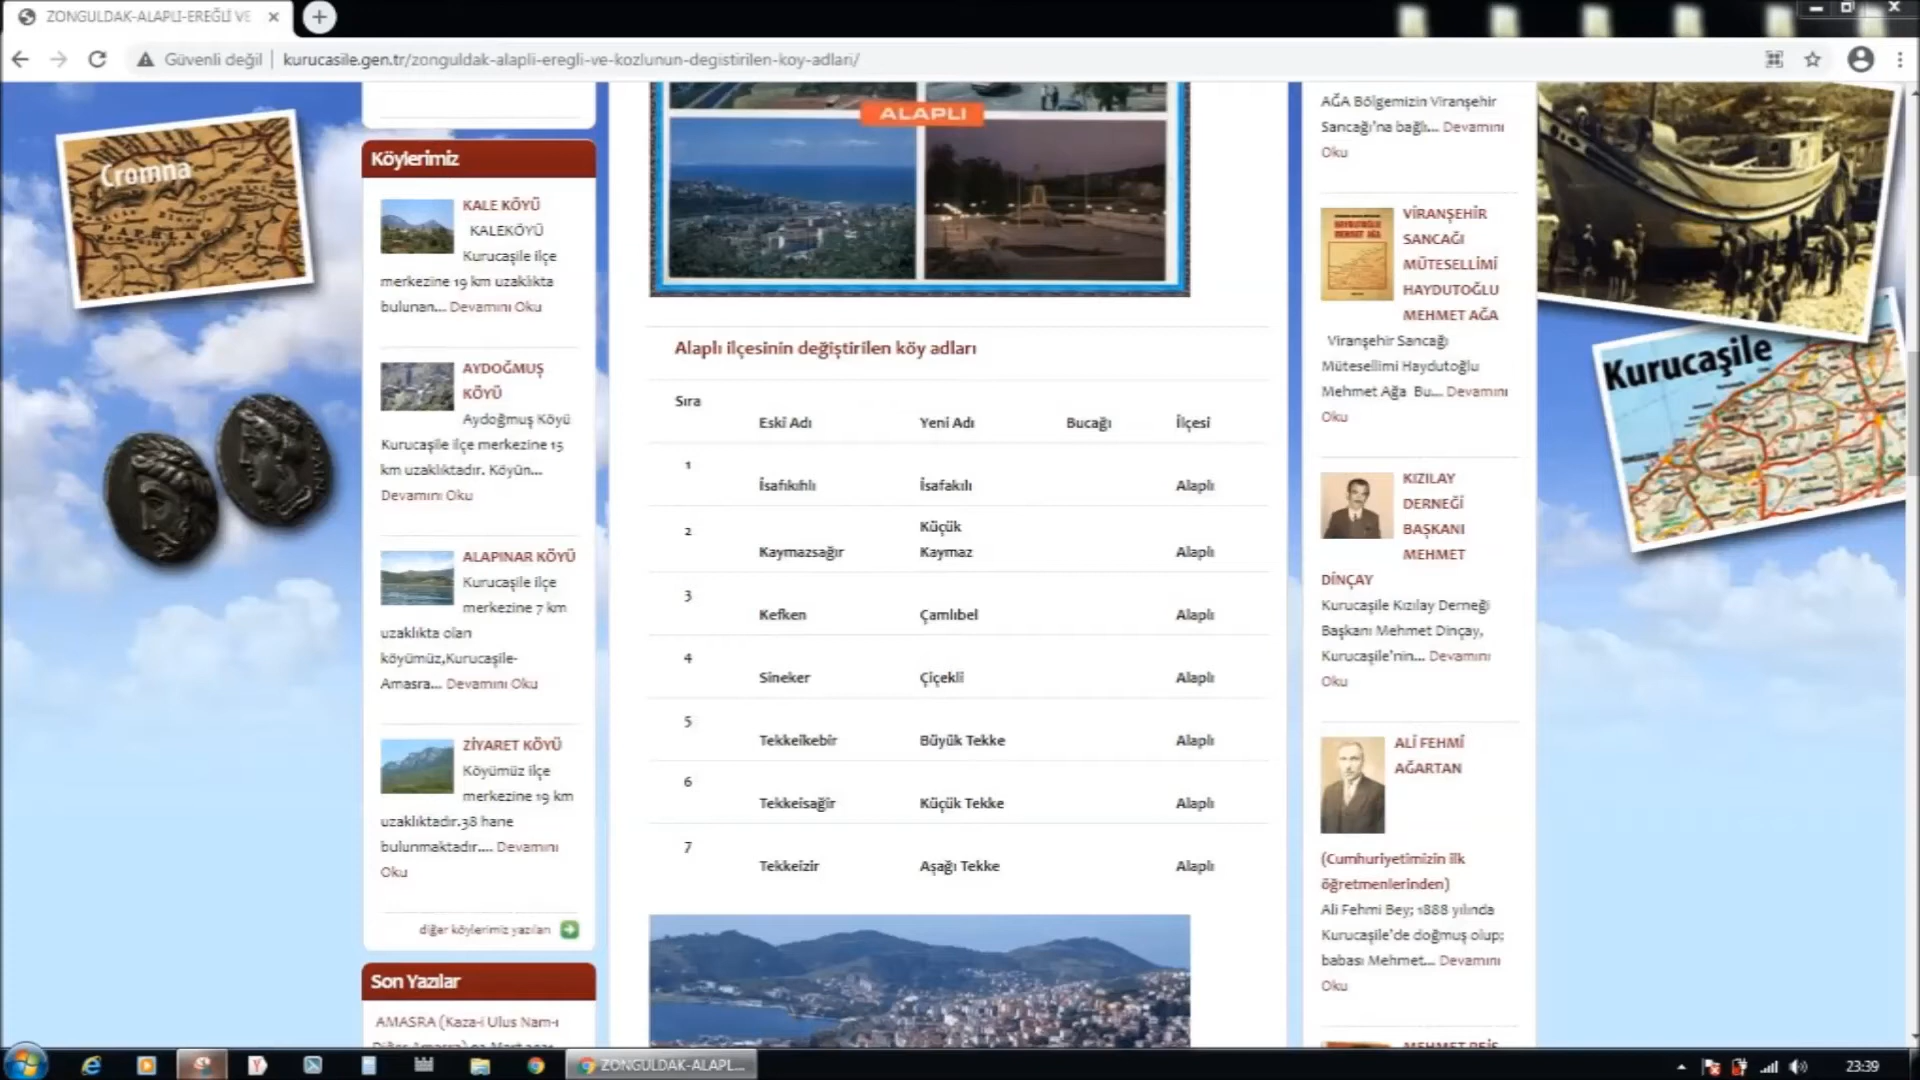 ZONGULDAK-ALAPLI-EREĞLİ VE
Güvenli değil
kurucasile.gen.tr/zonguldak-alapli-eregli-ve-kozlunun-degistirilen-koy-adlari/
Cromna
PAPHLAGON
Köylerimiz
KALE KÖYÜ
KALEKÖYÜ
Kurucaşile ilçe
merkezine 19 km uzaklıkta
bulunan... Devamını Oku
AYDOĞMUŞ
KÖYÜ
Aydoğmuş Köyü
Kurucaşile ilçe merkezine 15
km uzaklıktadır. Köyün...
Devamını Oku
ALAPINAR KÖYÜ
Kurucaşile ilçe
merkezine 7 km
uzaklıkta olan
köyümüz,Kurucaşile-
Amasra... Devamını Oku
ZİYARET KÖYÜ
Köyümüz ilçe
merkezine 19 km
uzaklıktadır.38 hane
bulunmaktadır.... Devamını
Oku
diğer köylerimiz yazıları
Son Yazılar
AMASRA (Kaza-i Ulus Nam-ı
ALAPLI
Alaplı ilçesinin değiştirilen köy adları
Sıra
Eski Adı Yeni Adı Bucağı İlçesi
1
İsafıkıhlı İsafakılı Alaplı
2
Küçük
Kaymazsağır Kaymaz Alaplı
3
Kefken Çamlıbel Alaplı
4
Sineker Çiçekli Alaplı
5
Tekkeikebir Büyük Tekke Alaplı
6
Tekkeisağir Küçük Tekke Alaplı
7
Tekkeizir Aşağı Tekke Alaplı
AĞA Bölgemizin Viranşehir
Sancağı'na bağlı... Devamını
Oku
VİRANŞEHİR
SANCAĞI
MÜTESELLİMİ
HAYDUTOĞLU
MEHMET AĞA
Viranşehir Sancağı
Mütesellimi Haydutoğlu
Mehmet Ağa Bu... Devamını
Oku
KIZILAY
DERNEĞİ
BAŞKANI
MEHMET
DİNÇAY
Kurucaşile Kızılay Derneği
Başkanı Mehmet Dinçay,
Kurucaşile'nin... Devamını
Oku
ALİ FEHMİ
AĞARTAN
(Cumhuriyetimizin ilk
öğretmenlerinden)
Ali Fehmi Bey; 1888 yılında
Kurucaşile'de doğmuş olup;
babası Mehmet... Devamını
Oku
MEHMET REİS
Kurucaşile
ZONGULDAK-ALAPL...
23:39